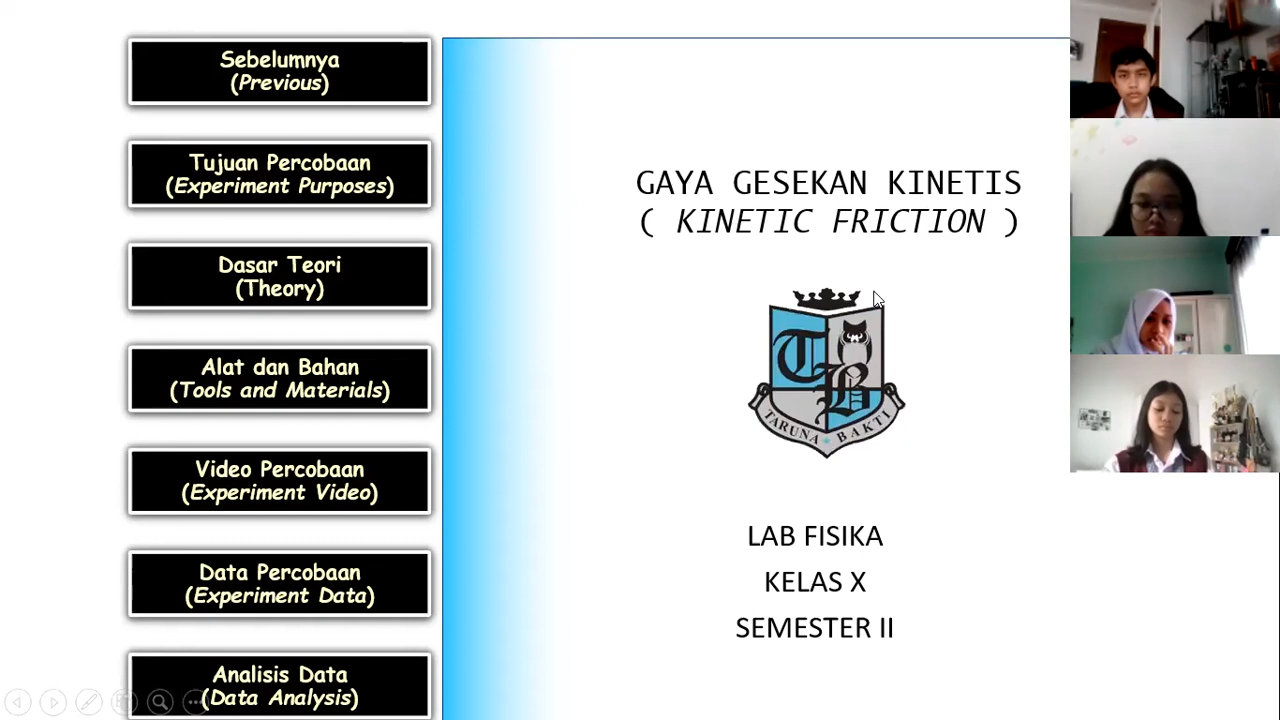 Sebelumnya
(Previous)
Tujuan Percobaan
(Experiment Purposes)
Dasar Teori
(Theory)
Alat dan Bahan
(Tools and Materials)
Video Percobaan
(Experiment Video)
Data Percobaan
(Experiment Data)
Analisis Data
(Data Analysis)
GAYA GESEKAN KINETIS
( KINETIC FRICTION )
T B
TARUNA BAKTI
LAB FISIKA
KELAS X
SEMESTER II